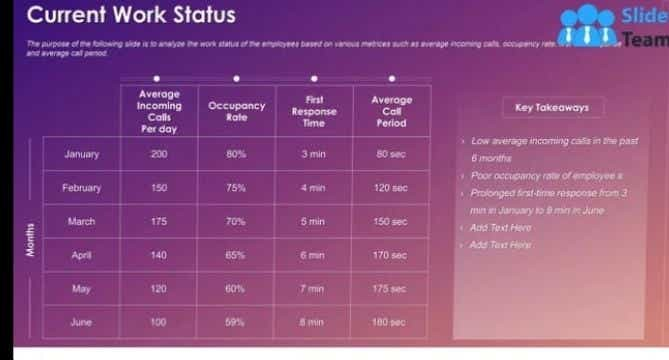 Current Work Status
Slide
Team
The purpose of the following slide is to analyze the work status of the employees based on various metrices such as average incoming calls, occupancy rate,
and average call period.
Average Incoming Calls Per day Occupancy Rate First Response Time Average Call Period
Months
January 200 80% 3 min 80 sec
February 150 75% 4 min 120 sec
March 175 70% 5 min 150 sec
April 140 65% 6 min 170 sec
May 120 60% 7 min 175 sec
June 100 59% 8 min 180 sec
Key Takeaways
Low average incoming calls in the past
6 months
Poor occupancy rate of employee s
Prolonged first-time response from 3
min in January to 8 min in June
Add Text Here
Add Text Here